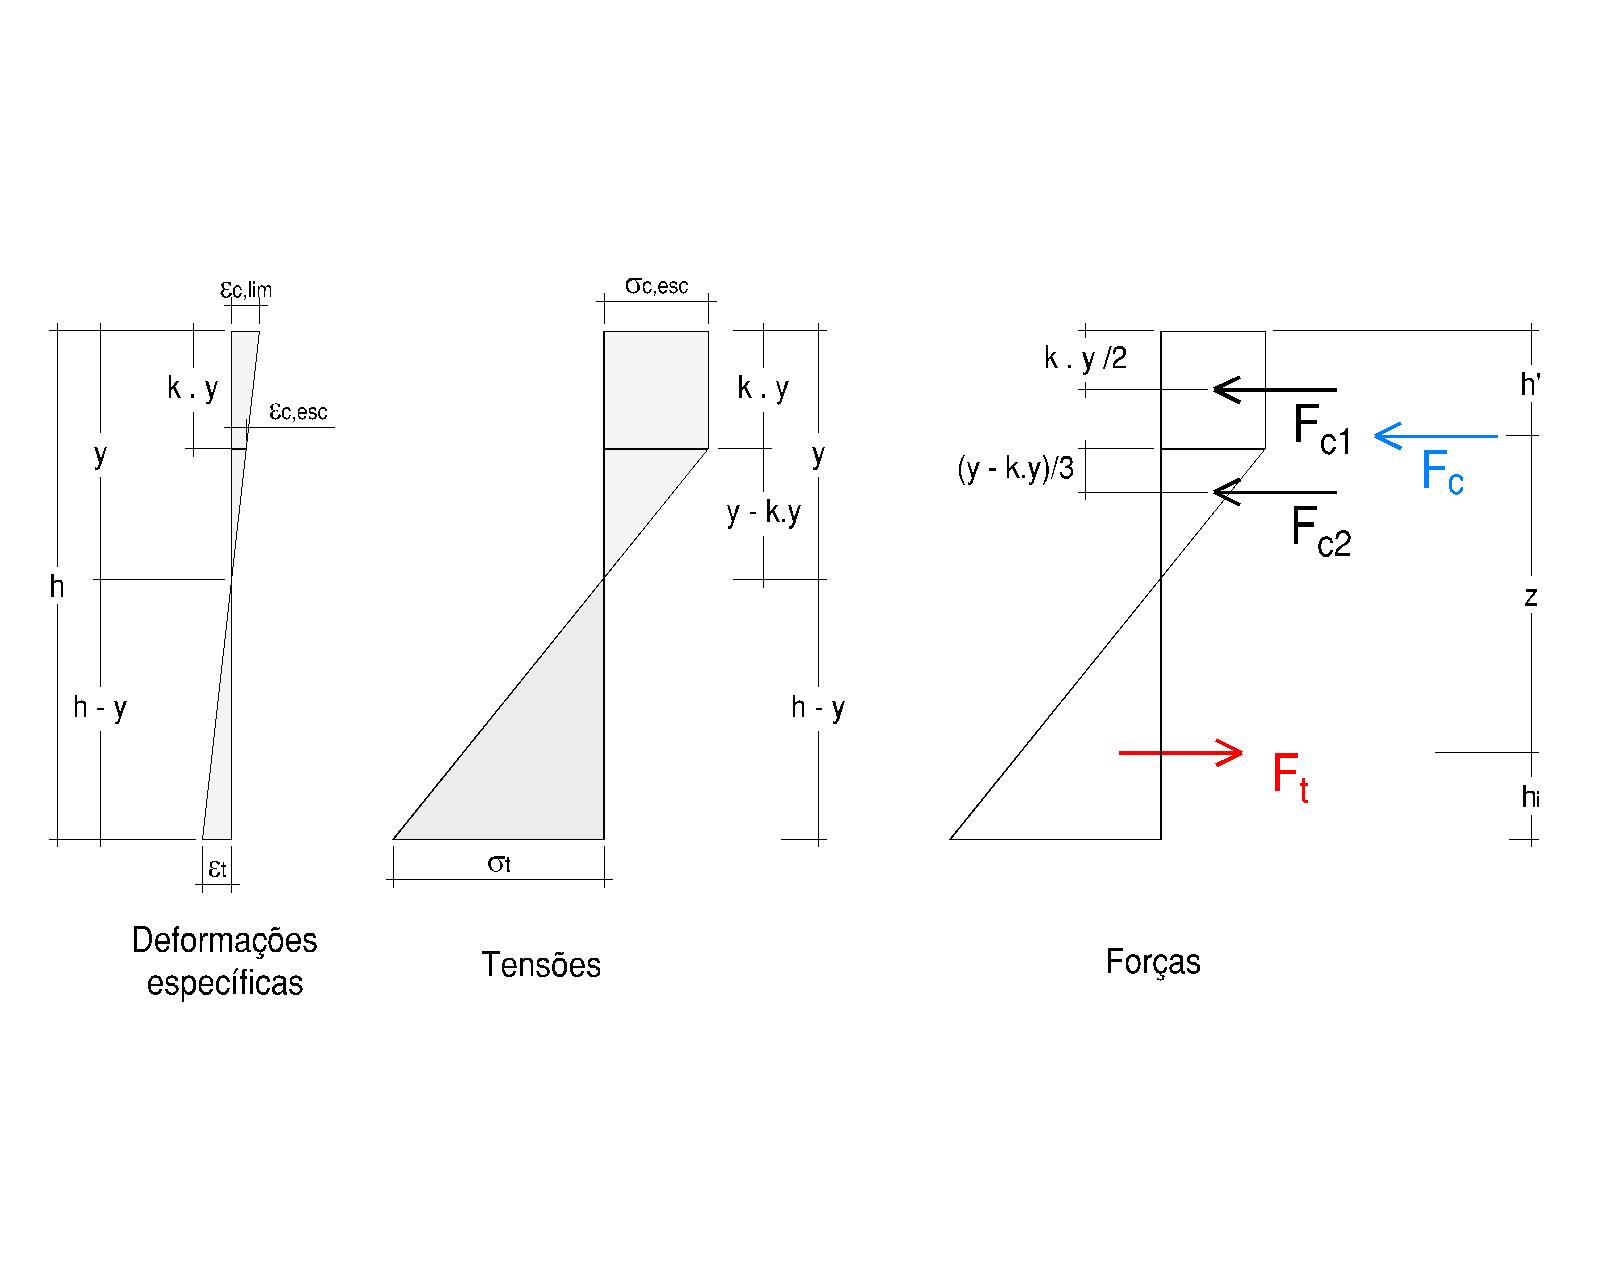 εc,lim
k . y
εc,esc
y
h
h - y
εt
Deformações
específicas
σc,esc
k . y
y
y - k.y
h - y
σt
Tensões
k . y /2
(y - k.y)/3
Fc1
Fc
Fc2
Ft
h'
z
hi
Forças